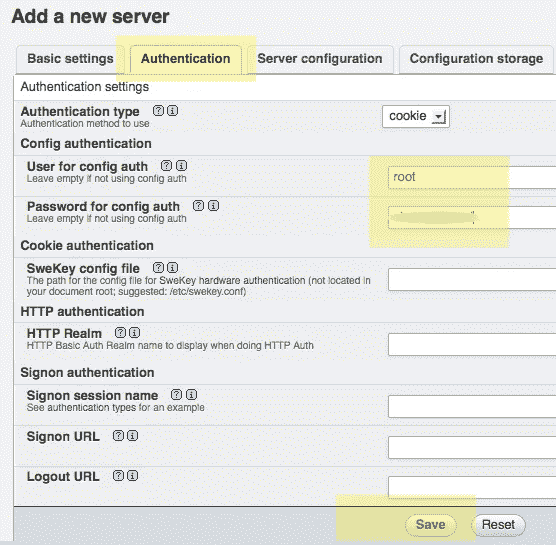 Add a new server
Basic settings Authentication Server configuration Configuration storage
Authentication settings
Authentication type
Authentication method to use
cookie
Config authentication
User for config auth
Leave empty if not using config auth
root
Password for config auth
Leave empty if not using config auth
Cookie authentication
SweKey config file
The path for the config file for SweKey hardware authentication (not located in
your document root; suggested: /etc/swekey.conf)
HTTP authentication
HTTP Realm
HTTP Basic Auth Realm name to display when doing HTTP Auth
Signon authentication
Signon session name
See authentication types for an example
Signon URL
Logout URL
Save Reset